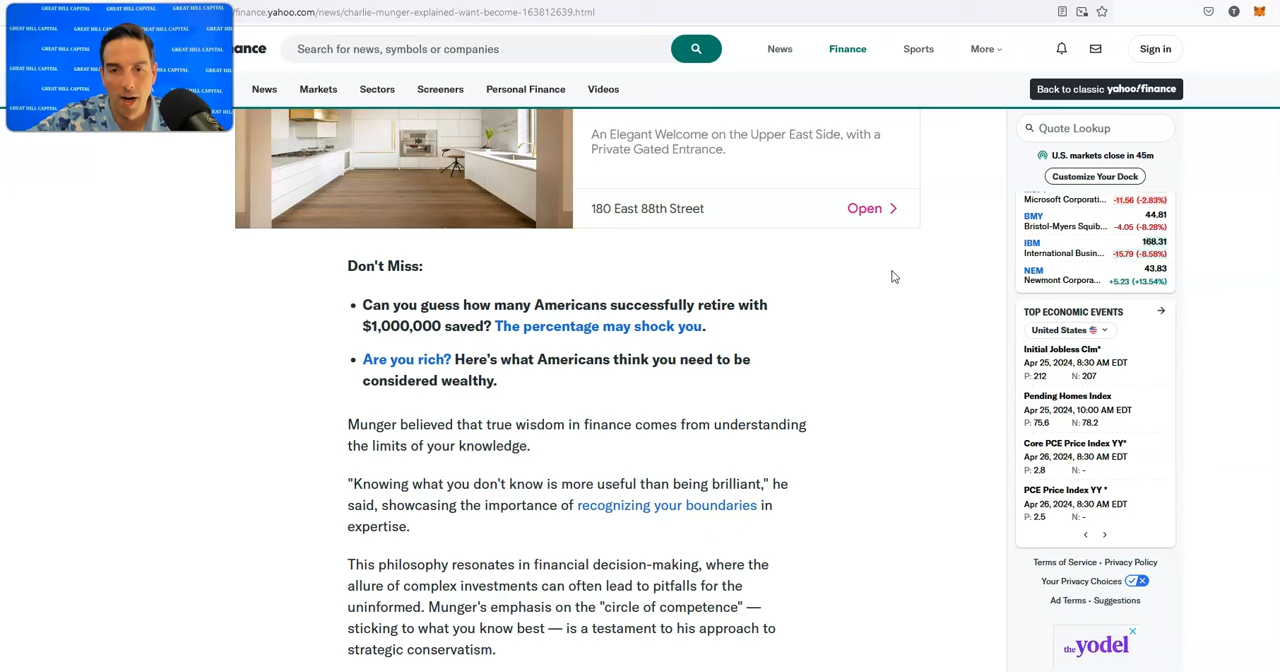 finance.yahoo.com/news/charlie-munger-explained-want-become-163812639.html
GREAT HILL CAPITAL
ance
Search for news, symbols or companies
News
Finance
Sports
More
Sign in
News
Markets
Sectors
Screeners
Personal Finance
Videos
Back to classic yahoo!finance
An Elegant Welcome on the Upper East Side, with a
Private Gated Entrance.
180 East 88th Street
Open
Don't Miss:
• Can you guess how many Americans successfully retire with
$1,000,000 saved? The percentage may shock you.
• Are you rich? Here's what Americans think you need to be
considered wealthy.
Munger believed that true wisdom in finance comes from understanding
the limits of your knowledge.
"Knowing what you don't know is more useful than being brilliant," he
said, showcasing the importance of recognizing your boundaries in
expertise.
This philosophy resonates in financial decision-making, where the
allure of complex investments can often lead to pitfalls for the
uninformed. Munger's emphasis on the "circle of competence" —
sticking to what you know best — is a testament to his approach to
strategic conservatism.
Quote Lookup
U.S. markets close in 45m
Customize Your Dock
Microsoft Corporati... -11.56 (-2.83%)
BMY 44.81
Bristol-Myers Squib... -4.05 (-8.28%)
IBM 168.31
International Busin... -15.79 (-8.58%)
NEM 43.83
Newmont Corpora... +5.23 (+13.54%)
TOP ECONOMIC EVENTS
United States
Initial Jobless Clm*
Apr 25, 2024, 8:30 AM EDT
P: 212 N: 207
Pending Homes Index
Apr 25, 2024, 10:00 AM EDT
P: 75.6 N: 78.2
Core PCE Price Index YY*
Apr 26, 2024, 8:30 AM EDT
P: 2.8 N: -
PCE Price Index YY *
Apr 26, 2024, 8:30 AM EDT
P: 2.5 N: -
Terms of Service • Privacy Policy
Your Privacy Choices
Ad Terms • Suggestions
the yodel